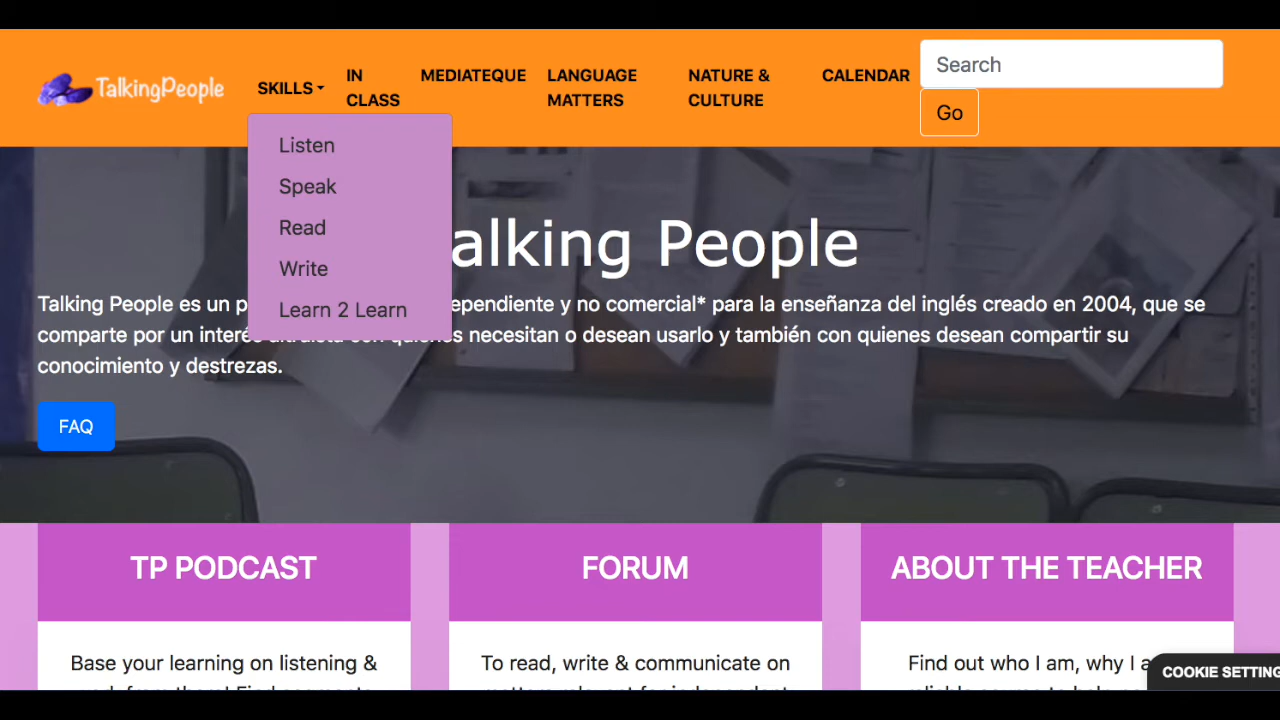 TalkingPeople
SKILLS
IN
CLASS
MEDIATEQUE
LANGUAGE
MATTERS
NATURE &
CULTURE
CALENDAR
Search
Go
Listen
Speak
Read
Write
Learn 2 Learn
alking People
Talking People es un p ependiente y no comercial* para la enseñanza del inglés creado en 2004, que se
comparte por un interés necesitan o desean usarlo y también con quienes desean compartir su
conocimiento y destrezas.
FAQ
TP PODCAST
FORUM
ABOUT THE TEACHER
Base your learning on listening &
To read, write & communicate on
Find out who I am, why I a
COOKIE SETTING